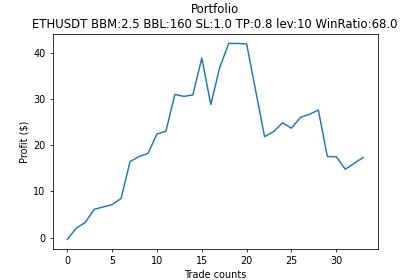 Portfolio
ETHUSDT BBM:2.5 BBL:160 SL:1.0 TP:0.8 lev:10 WinRatio:68.0
40
30
20
10
0
Profit ($)
0 5 10 15 20 25 30
Trade counts